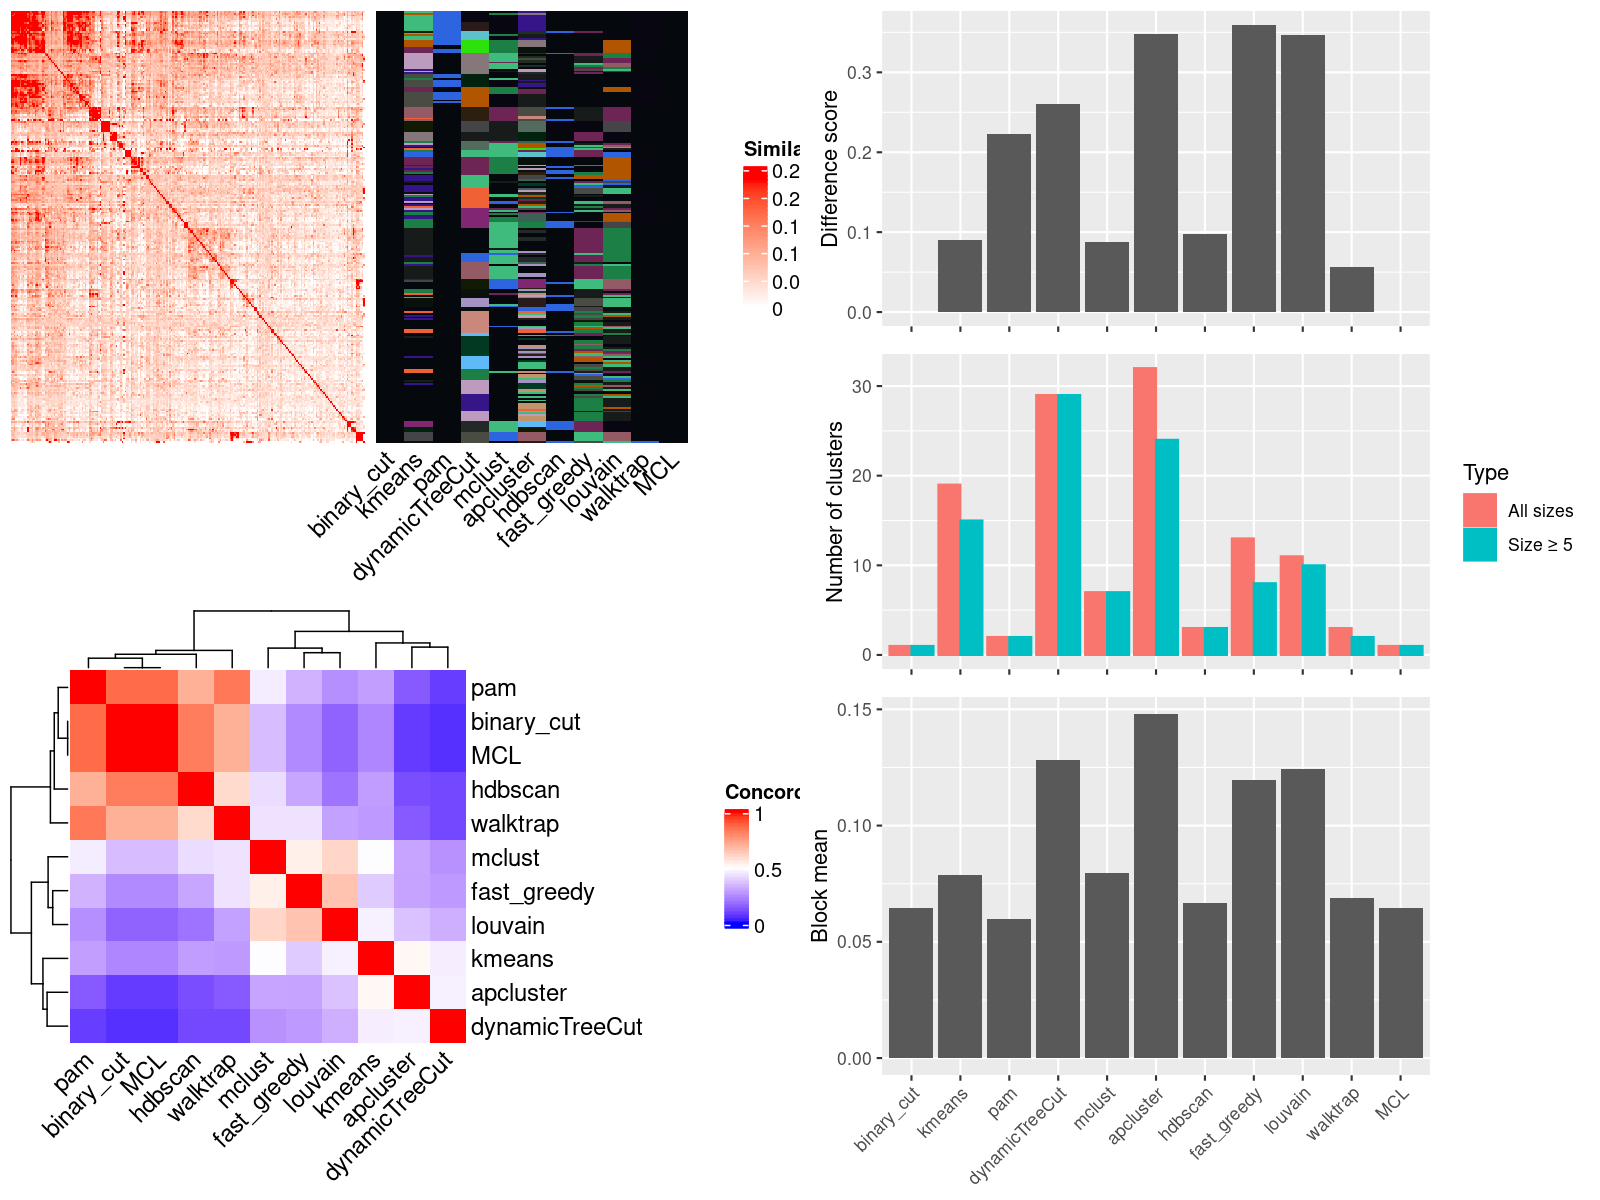 Simila
0.2
0.2
0.1
0.1
0.0
0
binary_cut
kmeans
pam
dynamicTreeCut
mclust
apcluster
hdbscan
fast_greedy
louvain
walktrap
MCL
pam
binary_cut
MCL
hdbscan
walktrap
mclust
fast_greedy
louvain
kmeans
apcluster
dynamicTreeCut
pam
binary_cut
MCL
hdbscan
walktrap
mclust
fast_greedy
louvain
kmeans
apcluster
dynamicTreeCut
Concord
1
0.5
0
Difference score
0.3
0.2
0.1
0.0
Number of clusters
30
20
10
0
Type
All sizes
Size ≥ 5
Block mean
0.15
0.10
0.05
0.00
binary_cut
kmeans
pam
dynamicTreeCut
mclust
apcluster
hdbscan
fast_greedy
louvain
walktrap
MCL